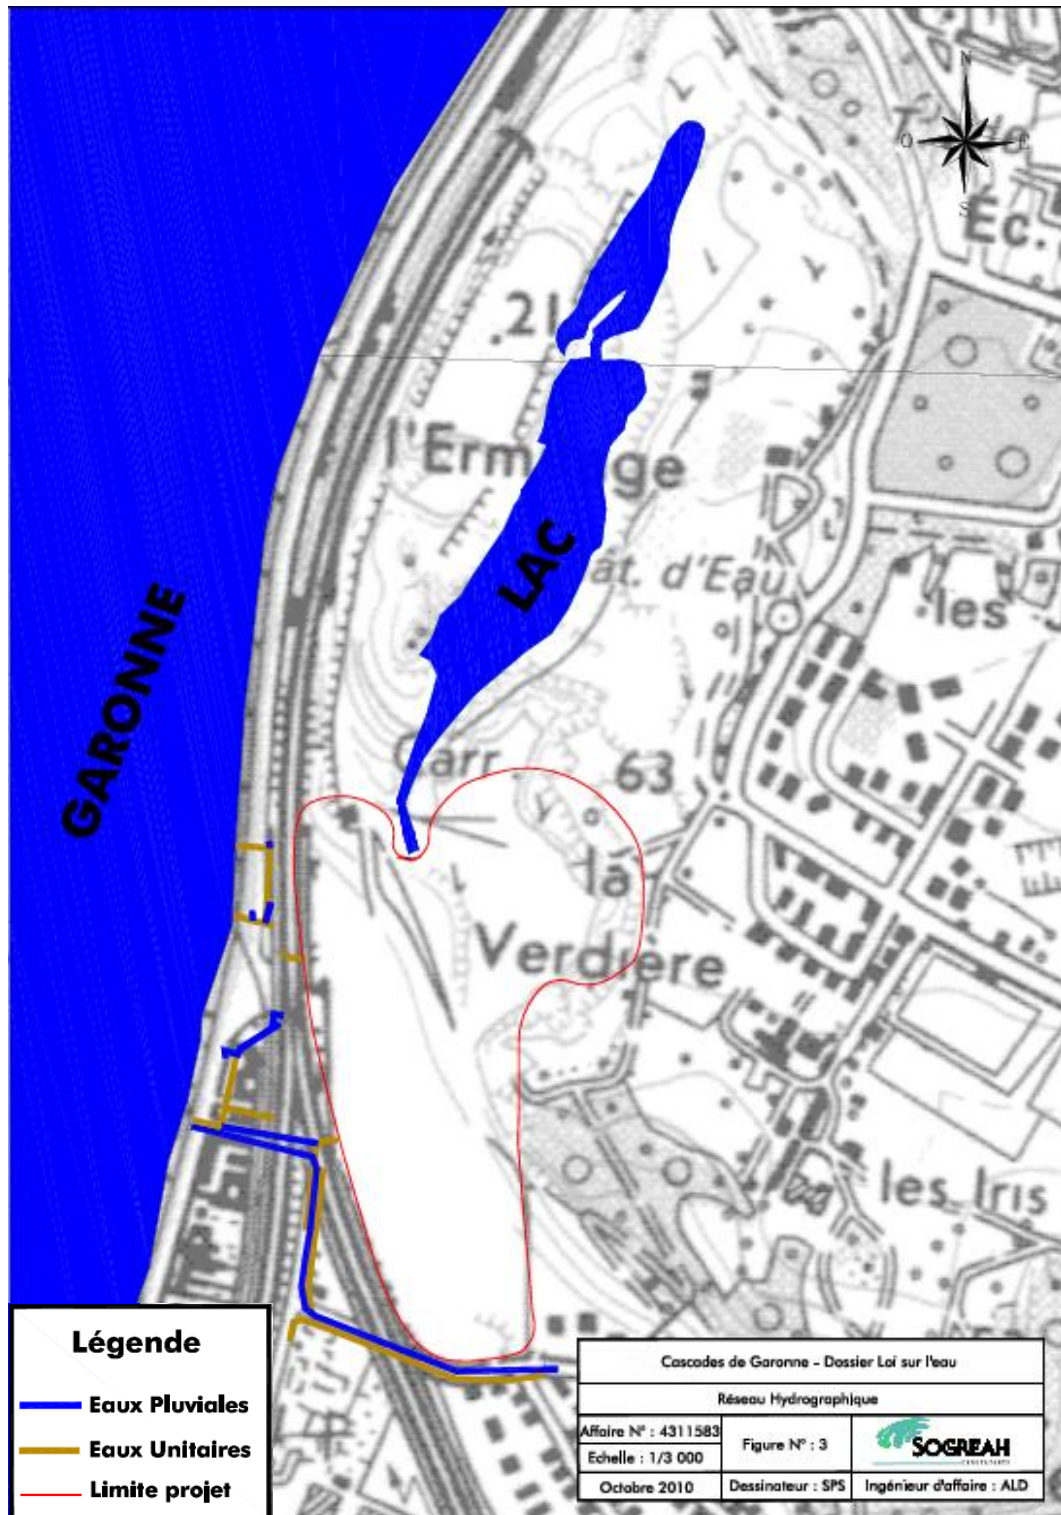 N
O
E
S
Éc.
21
l'Erm
ge
LAC
at. d'Eau
les
GARONNE
Carr
63
la
Verdière
les Iris
Légende
Eaux Pluviales
Eaux Unitaires
Limite projet
Cascades de Garonne - Dossier Loi sur l'eau
Réseau Hydrographique
Affaire N° : 4311583
Echelle : 1/3 000
Figure N° : 3
SOGREAH
CONSULTANTS
Octobre 2010
Dessinateur : SPS
Ingénieur d'affaire : ALD